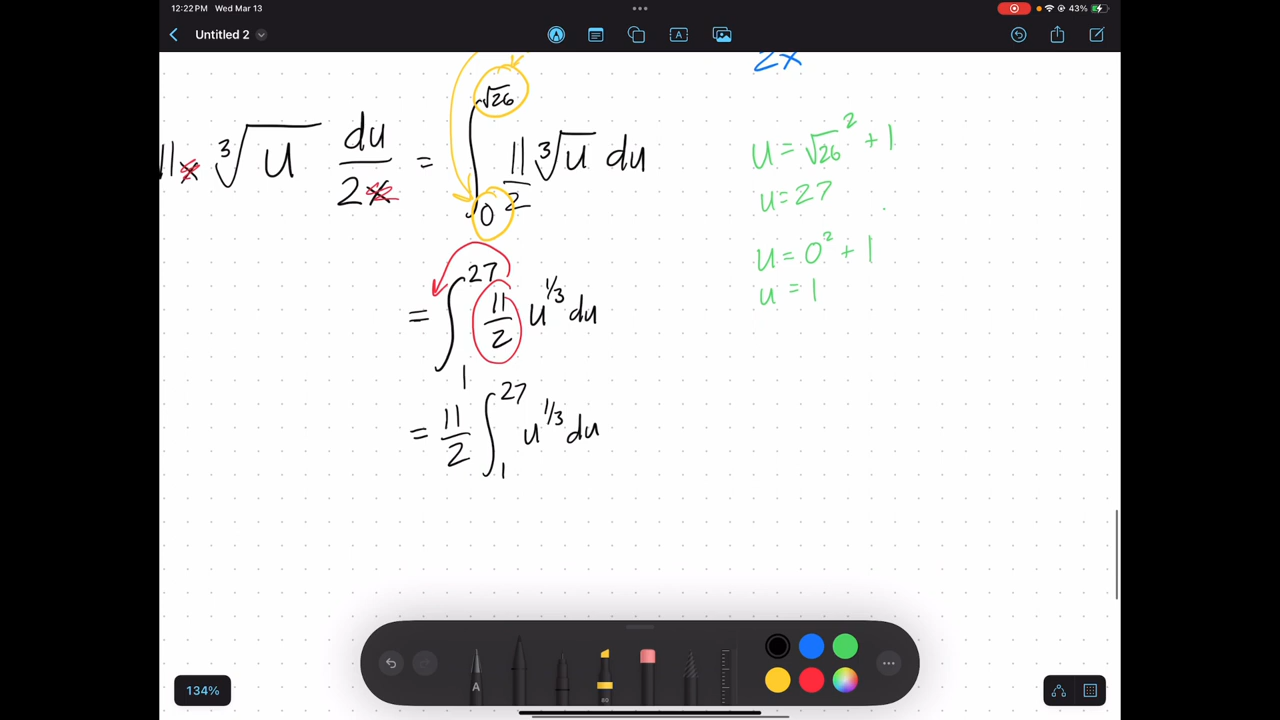 12:22 PM Wed Mar 13
43%
Untitled 2
2x
11x ∛u du/2x = ∫₀^√26 11/2 ∛u du
= ∫₁^27 11/2 u^1/3 du
= 11/2 ∫₁^27 u^1/3 du
u = √26² + 1
u = 27
u = 0² + 1
u = 1
A
80
134%